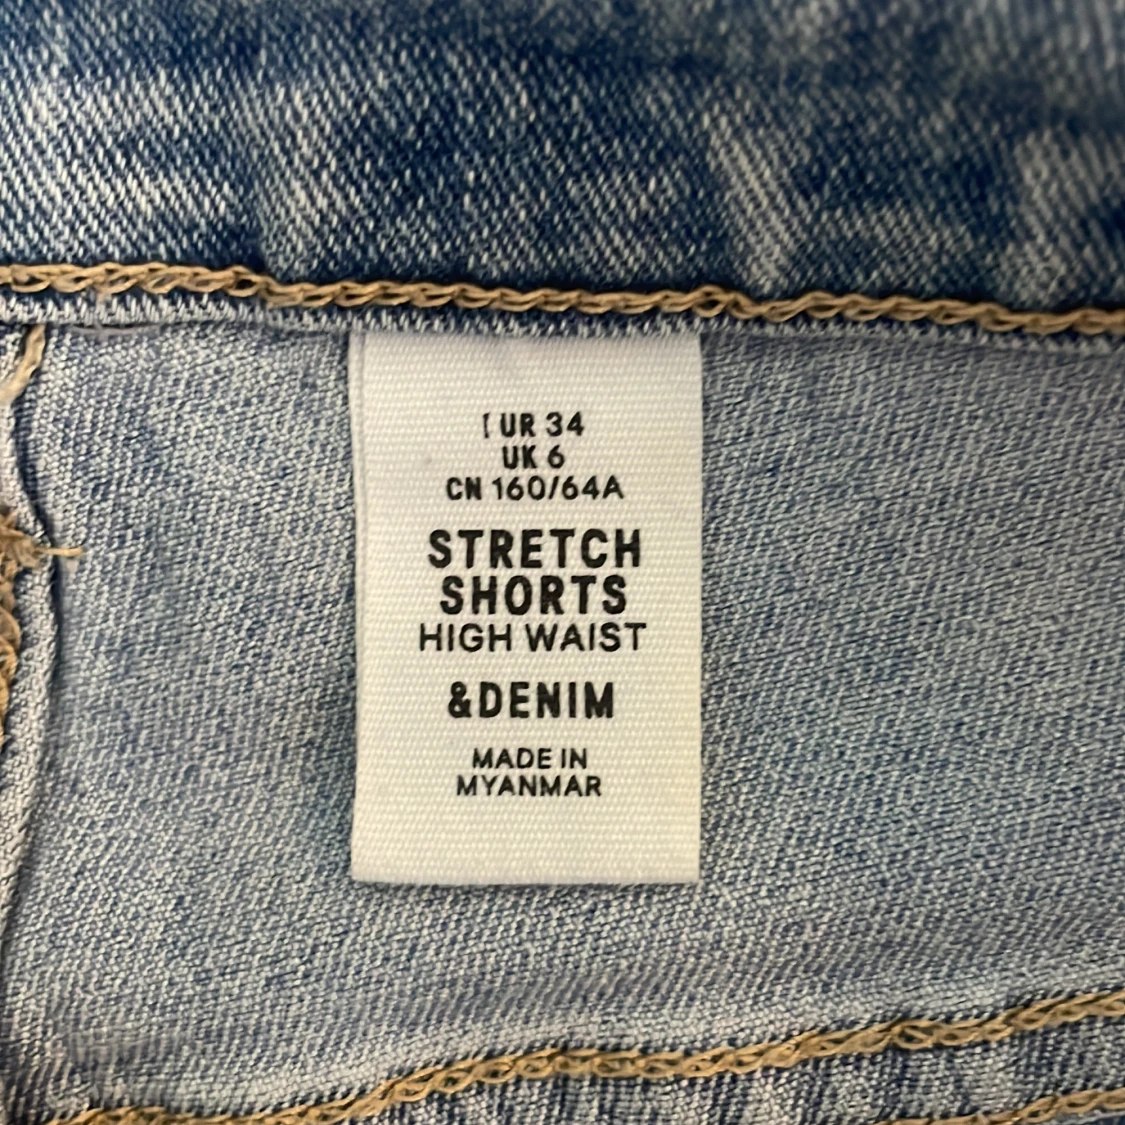 EUR 34
UK 6
CN 160/64A
STRETCH
SHORTS
HIGH WAIST
&DENIM
MADE IN
MYANMAR